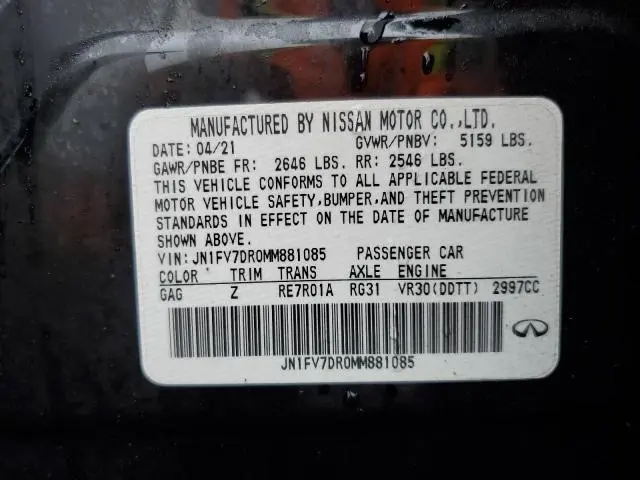 MANUFACTURED BY NISSAN MOTOR CO.,LTD.
DATE: 04/21 GVWR/PNBV: 5159 LBS.
GAWR/PNBE FR: 2646 LBS. RR: 2546 LBS.
THIS VEHICLE CONFORMS TO ALL APPLICABLE FEDERAL
MOTOR VEHICLE SAFETY,BUMPER,AND THEFT PREVENTION
STANDARDS IN EFFECT ON THE DATE OF MANUFACTURE
SHOWN ABOVE.
VIN: JN1FV7DR0MM881085 PASSENGER CAR
COLOR TRIM TRANS AXLE ENGINE
GAG Z RE7R01A RG31 VR30(DDTT) 2997CC
JN1FV7DR0MM881085